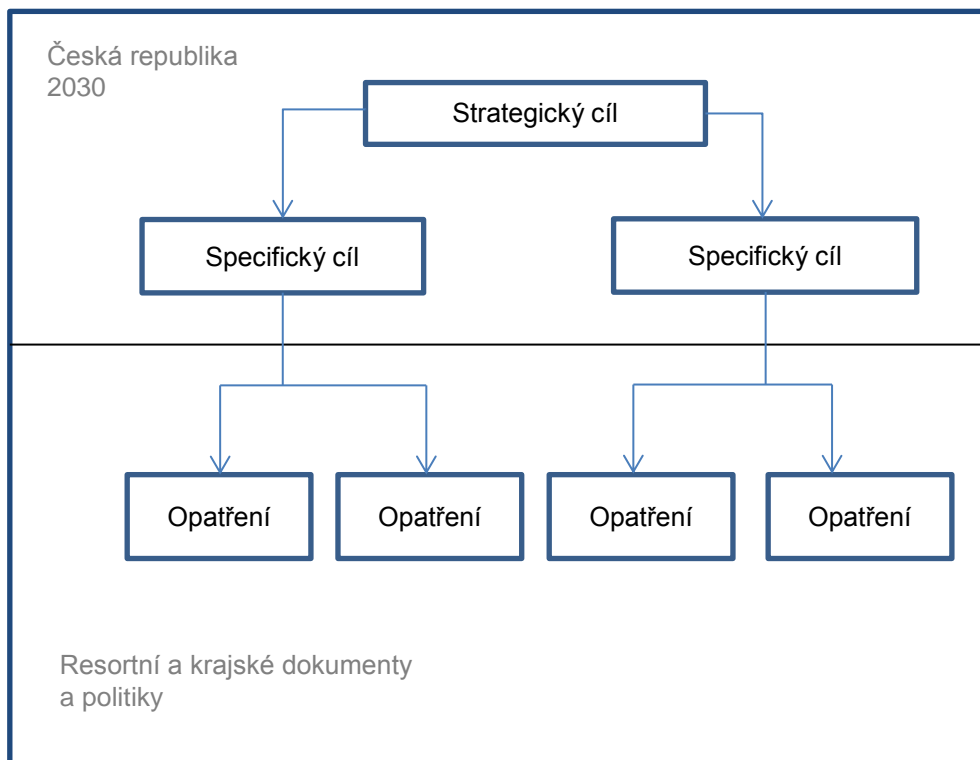 Česká republika
2030
Strategický cíl
Specifický cíl
Specifický cíl
Opatření
Opatření
Opatření
Opatření
Resortní a krajské dokumenty
a politiky